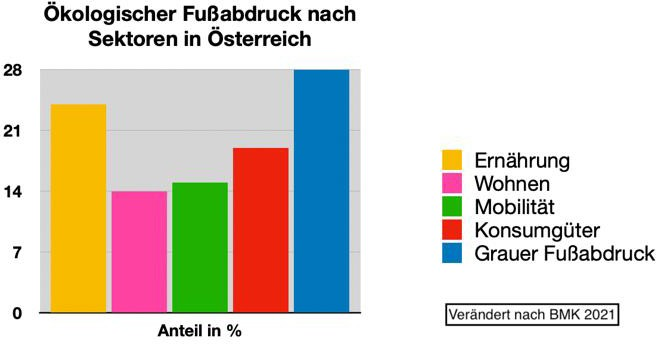 Ökologischer Fußabdruck nach
Sektoren in Österreich
28
21
14
7
0
Anteil in %
Ernährung
Wohnen
Mobilität
Konsumgüter
Grauer Fußabdruck
Verändert nach BMK 2021